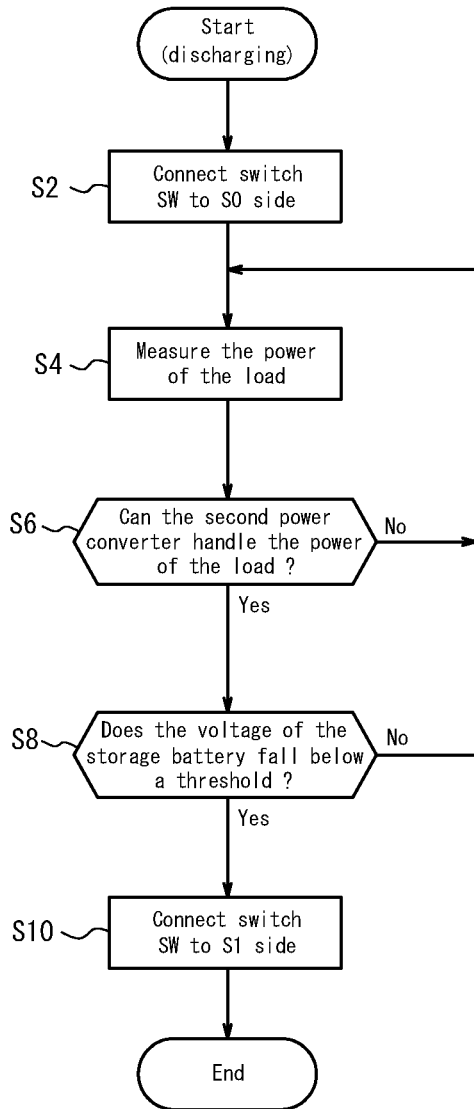 Start
(discharging)
S2
Connect switch
SW to S0 side
S4
Measure the power
of the load
S6
Can the second power
converter handle the power
of the load ?
No
Yes
S8
Does the voltage of the
storage battery fall below
a threshold ?
No
Yes
S10
Connect switch
SW to S1 side
End